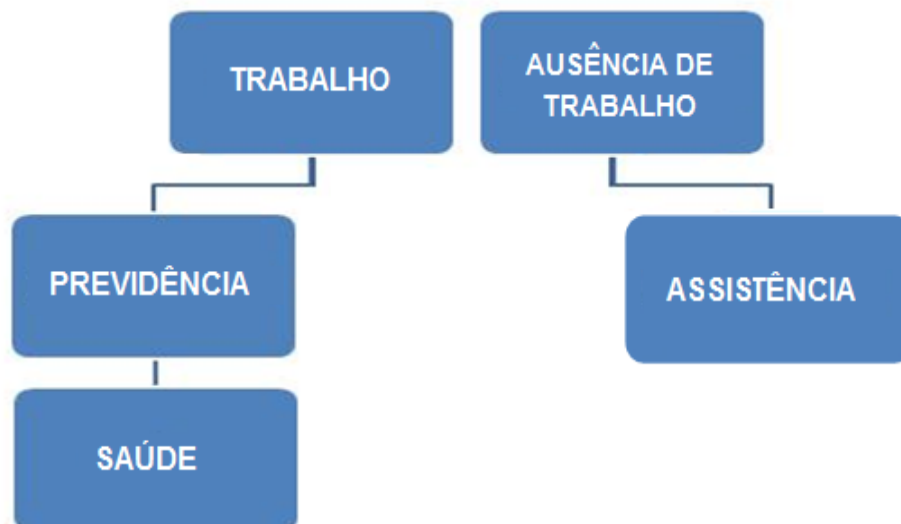 TRABALHO
AUSÊNCIA DE
TRABALHO
PREVIDÊNCIA
ASSISTÊNCIA
SAÚDE